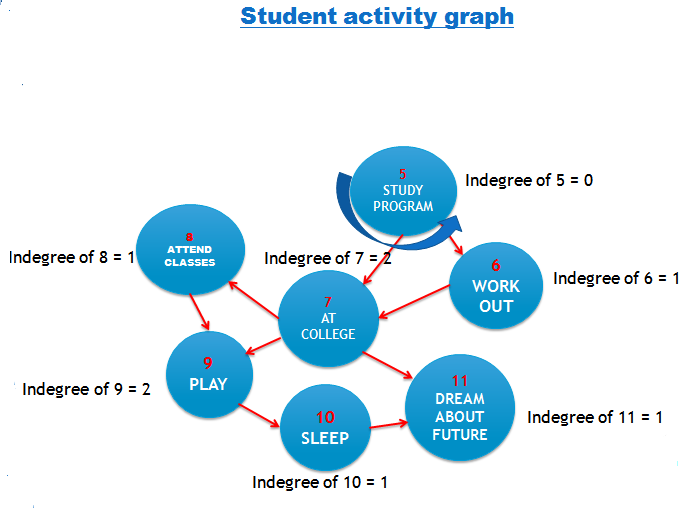 Student activity graph
5
STUDY
PROGRAM
Indegree of 5 = 0
8
ATTEND
CLASSES
Indegree of 8 = 1
Indegree of 7 = 2
6
WORK
OUT
Indegree of 6 = 1
7
AT
COLLEGE
9
PLAY
Indegree of 9 = 2
11
DREAM
ABOUT
FUTURE
Indegree of 11 = 1
10
SLEEP
Indegree of 10 = 1